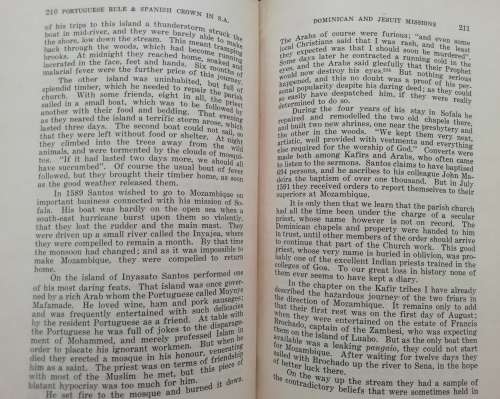 210 PORTUGUESE RULE & SPANISH CROWN IN S.A.
of his trips to this island a thunderstorm struck the
boat in mid-river, and they were barely able to make
the shore, low down the stream. This meant tramping
back through the woods, which had become running
brooks. At midnight they reached home, soaked and
lacerated in the face, feet and hands. Six months of
malarial fever were the further price of this journey.
The other island was uninhabited, but full of
splendid timber, which he needed to repair the parish
church. With some friends, eight in all, the priest
sailed in a small boat, which was to be followed by
another with their food and bedding. That evening
as they neared the island a terrific storm arose, which
lasted three days. The second boat could not sail, so
that they were left without food or shelter. At night
they climbed into the trees away from the wild
animals, and were tormented by the clouds of mosqui-
tos. "If it had lasted two days more, we should all
have succumbed". Of course the usual bout of fever
followed, but they brought their timber home, as soon
as the good weather released them.
In 1589 Santos wished to go to Mozambique on
important business connected with his mission of So-
fala. His boat was hardly on the open sea when a
south-east hurricane burst upon them so violently,
that they lost the rudder and the main mast. They
were driven up a small river called the Inyajea, where
they were compelled to remain a month. By that time
the monsoon had changed; and as it was impossible to
make Mozambique, they were compelled to return
home.
On the island of Inyasato Santos performed one
of his most daring feats. That island was once gover-
ned by a rich Arab whom the Portuguese called Moynye
Mafamade. He loved wine, ham and pork sausages;
and was frequently entertained with such delicacies
by the resident Portuguese as a friend. At table with
the Portuguese he was full of jokes to the disparage-
ment of Mohammed, and merely professed Islam in
order to placate his ignorant workmen. But when he
died they erected a mosque in his honour, venerating
him as a saint. The priest was on terms of friendship
with most of the Muslim he met, but this piece of
blatant hypocrisy was too much for him.
He set fire to the mosque and burned it down.
DOMINICAN AND JESUIT MISSIONS 211
The Arabs of course were furious; "and even some
local Christians said that I was rash, and the least
they expected was that I should soon be murdered".
Some days later he contracted a running cold in the
eyes, and the Arabs said gleefully that their Prophet
would now destroy his eyes. But nothing serious
happened, and this no doubt was a proof of his per-
sonal popularity despite his daring deed; as they could
so easily have despatched him, if they were really
determined to do so.
During the four years of his stay in Sofala he
repaired and remodelled the two old chapels there,
and built two new shrines, one near the presbytery and
the other in the woods. "We kept them very neat,
artistic, well provided with vestments and everything
else required for the worship of God." Converts were
made both among Kafirs and Arabs, who often came
to listen to the sermons. Santos claims to have baptised
694 persons, and he ascribes to his colleague John Ma-
deira the baptism of over one thousand. But in July
1591 they received orders to report themselves to their
superiors at Mozambique.
It is only then that we learn that the parish church
had all the time been under the charge of a secular
priest, whose name however is not on record. The
Dominican chapels and property were handed to him
in trust, until other members of the order should arrive
to continue that part of the Church work. This good
priest, whose very name is buried in oblivion, was pro-
bably one of the excellent Indian priests trained in the
colleges of Goa. To our great loss in history none of
them ever seems to have kept a diary.
In the chapter on the Kafir tribes I have already
described the hazardous journey of the two friars in
the direction of Mozambique. It remains only to add
that their first rest was on the first day of August;
when they were entertained on the estate of Francis
Brochado, captain of the Zambesi, who was expecting
them on the island of Luabo. But as the only boat then
available was a leaking pangaio, they could not start
for Mozambique. After waiting for twelve days they
sailed with Brochado up the river to Sena, in the hope
of better luck there.
On the way up the stream they had a sample of
the contradictory beliefs that were sometimes held in